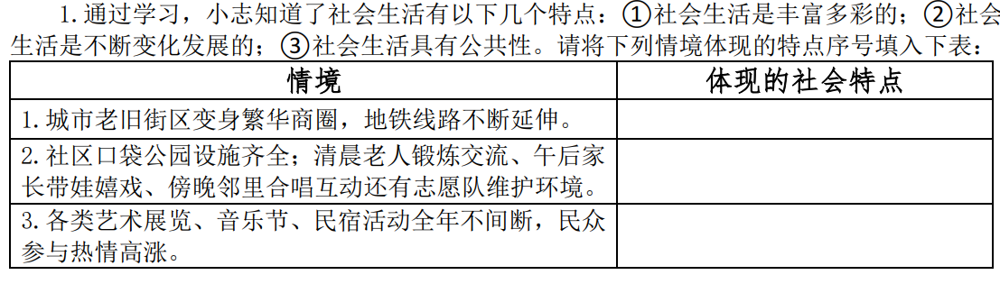 1.通过学习，小志知道了社会生活有以下几个特点：①社会生活是丰富多彩的；②社会
生活是不断变化发展的；③社会生活具有公共性。请将下列情境体现的特点序号填入下表：
情境 体现的社会特点
1.城市老旧街区变身繁华商圈，地铁线路不断延伸。
2.社区口袋公园设施齐全；清晨老人锻炼交流、午后家
长带娃嬉戏、傍晚邻里合唱互动还有志愿队维护环境。
3.各类艺术展览、音乐节、民宿活动全年不间断，民众
参与热情高涨。